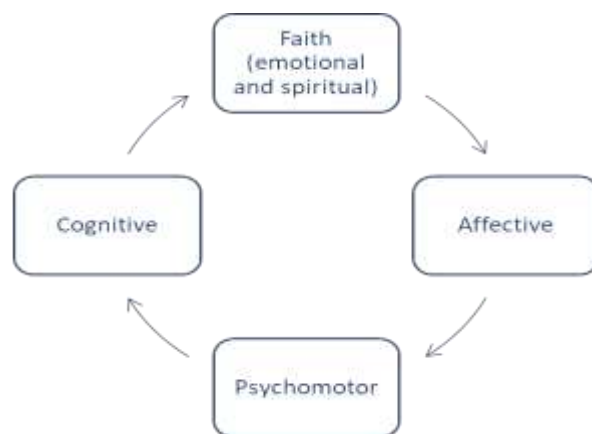 Faith
(emotional
and spiritual)
Cognitive
Affective
Psychomotor